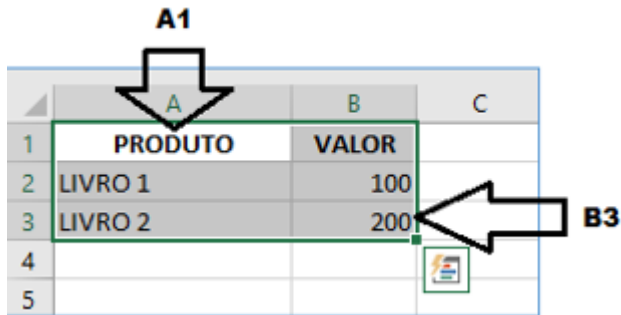 A1
A B C
1 PRODUTO VALOR
2 LIVRO 1 100
3 LIVRO 2 200 B3
4
5